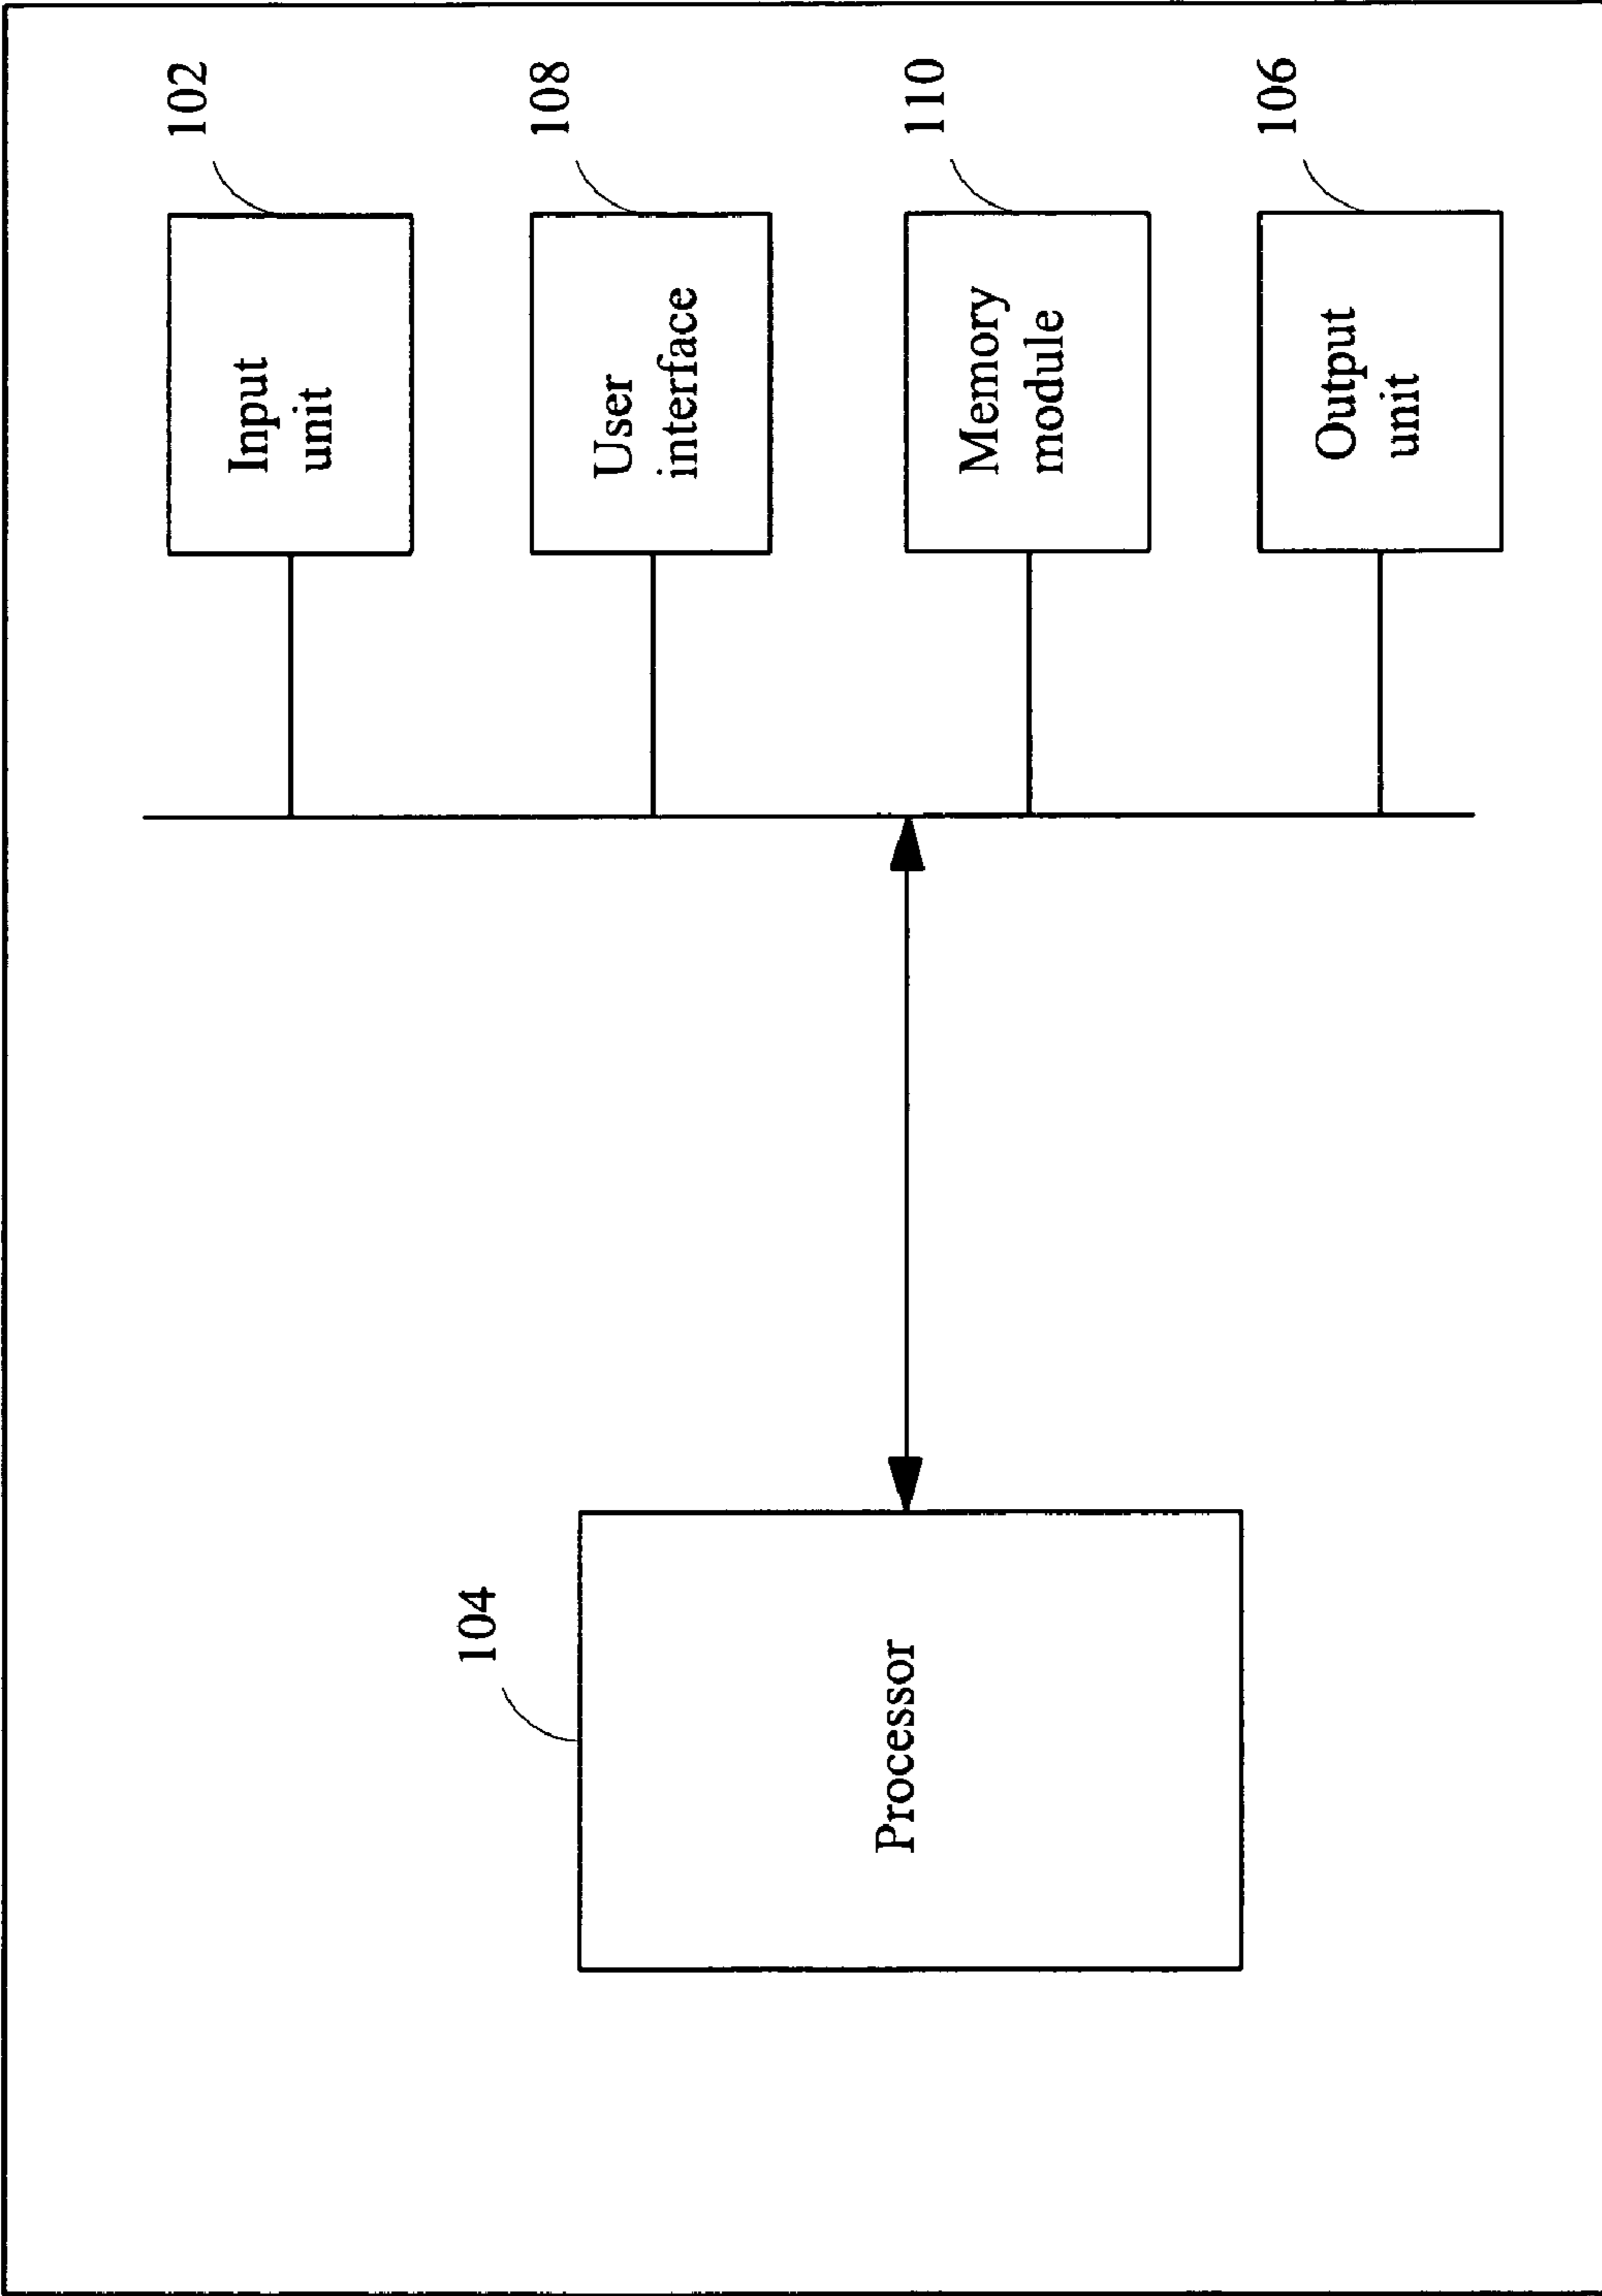 102
Input
unit
108
User
interface
110
Memory
module
106
Output
unit
104
Processor